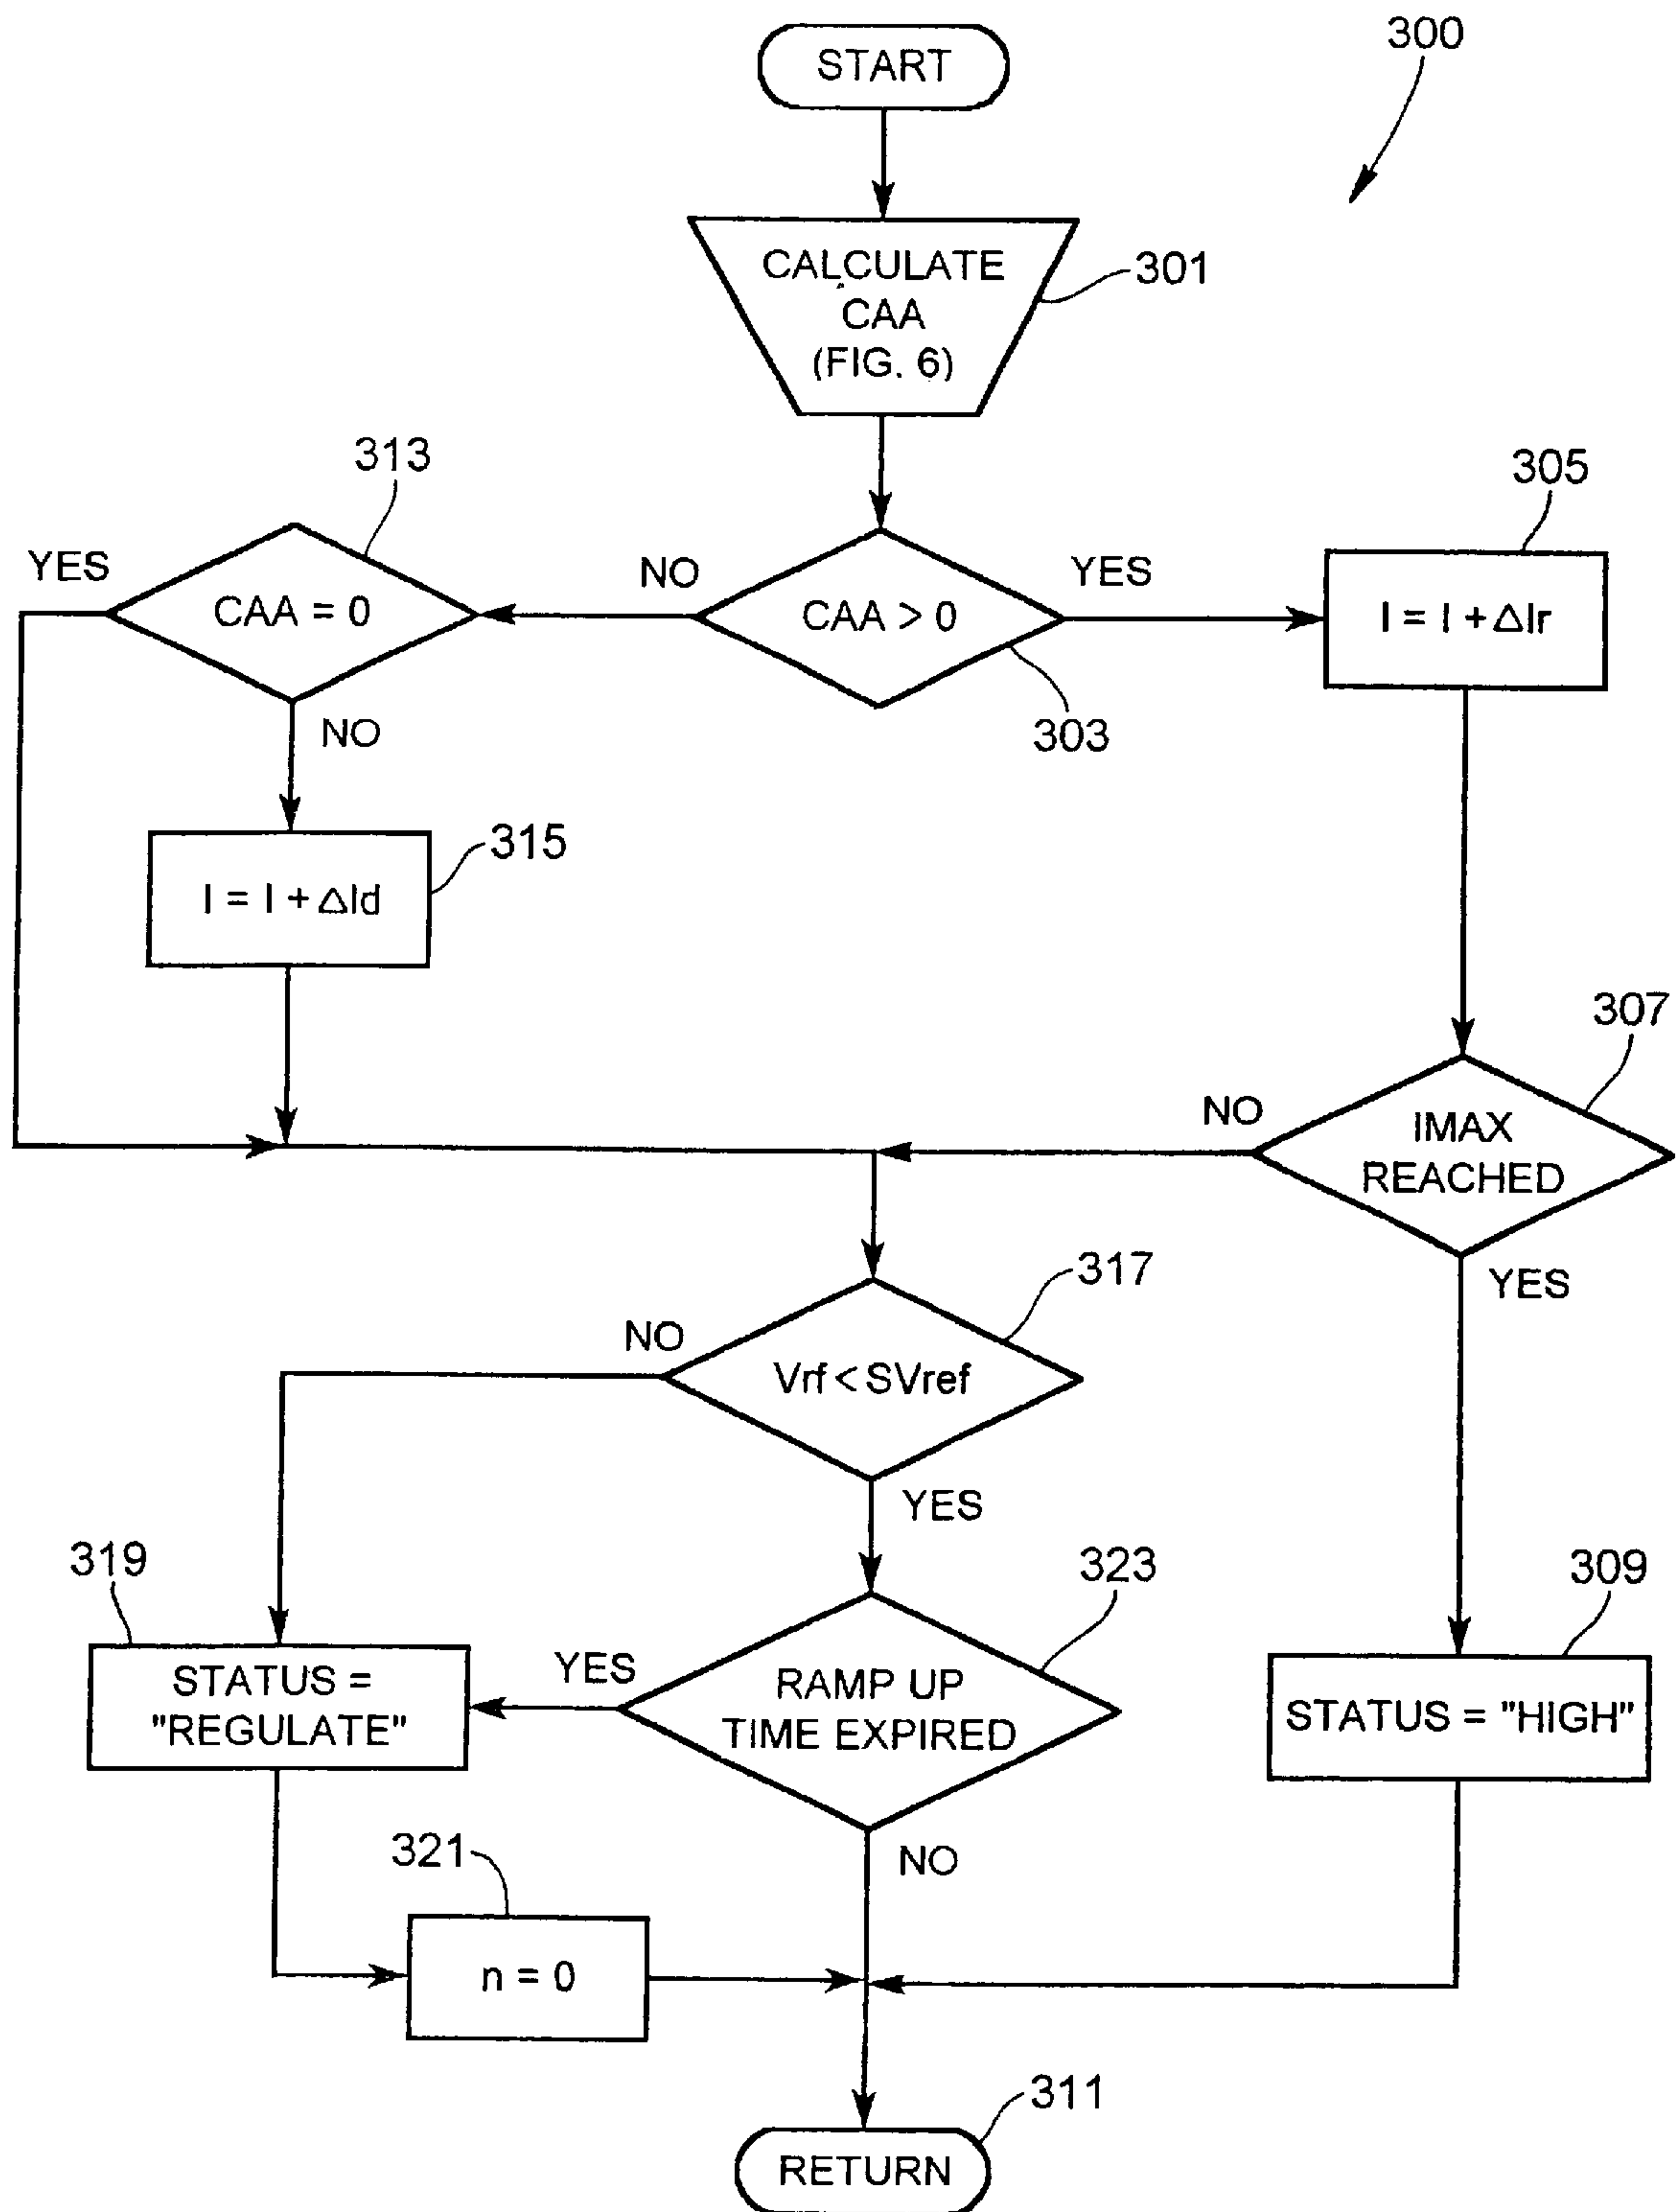 300
START
CALCULATE
CAA
(FIG. 6)
301
313
305
YES
CAA = 0
NO
CAA > 0
YES
I = I + ΔIr
303
NO
315
I = I + ΔId
307
NO
IMAX
REACHED
YES
317
NO
Vrf < SVref
YES
319
323
309
STATUS =
"REGULATE"
YES
RAMP UP
TIME EXPIRED
STATUS = "HIGH"
321
NO
n = 0
311
RETURN